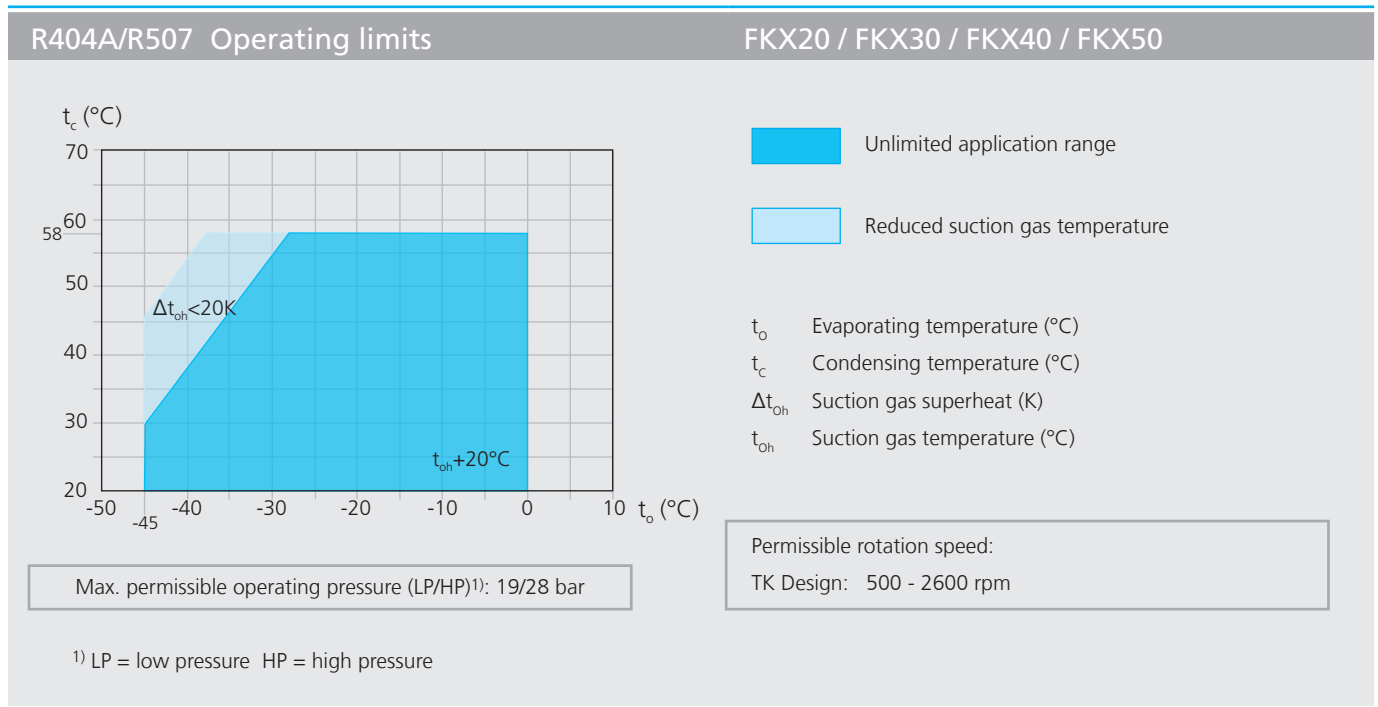 R404A/R507 Operating limits
FKX20 / FKX30 / FKX40 / FKX50
tc (°C)
70
60
58
50
40
30
20
Δtoh<20K
toh+20°C
-50 -45 -40 -30 -20 -10 0 10 to (°C)
Max. permissible operating pressure (LP/HP)1): 19/28 bar
1) LP = low pressure HP = high pressure
Unlimited application range
Reduced suction gas temperature
tO Evaporating temperature (°C)
tC Condensing temperature (°C)
ΔtOh Suction gas superheat (K)
tOh Suction gas temperature (°C)
Permissible rotation speed:
TK Design: 500 - 2600 rpm